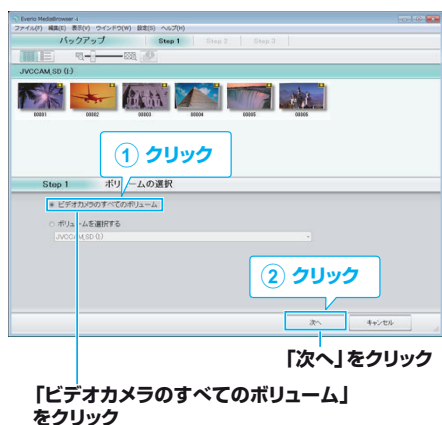 Everio MediaBrowser 4
ファイル(F) 編集(E) 表示(V) ウインドウ(W) 設定(S) ヘルプ(H)
バックアップ Step 1 Step 2 Step 3
JVCCAM_SD (I:)
00001 00002 00003 00004 00005 00006
① クリック
Step 1 ボリュームの選択
ビデオカメラのすべてのボリューム
ボリュームを選択する
JVCCAM_SD (I:)
② クリック
次へ キャンセル
「次へ」をクリック
「ビデオカメラのすべてのボリューム」
をクリック